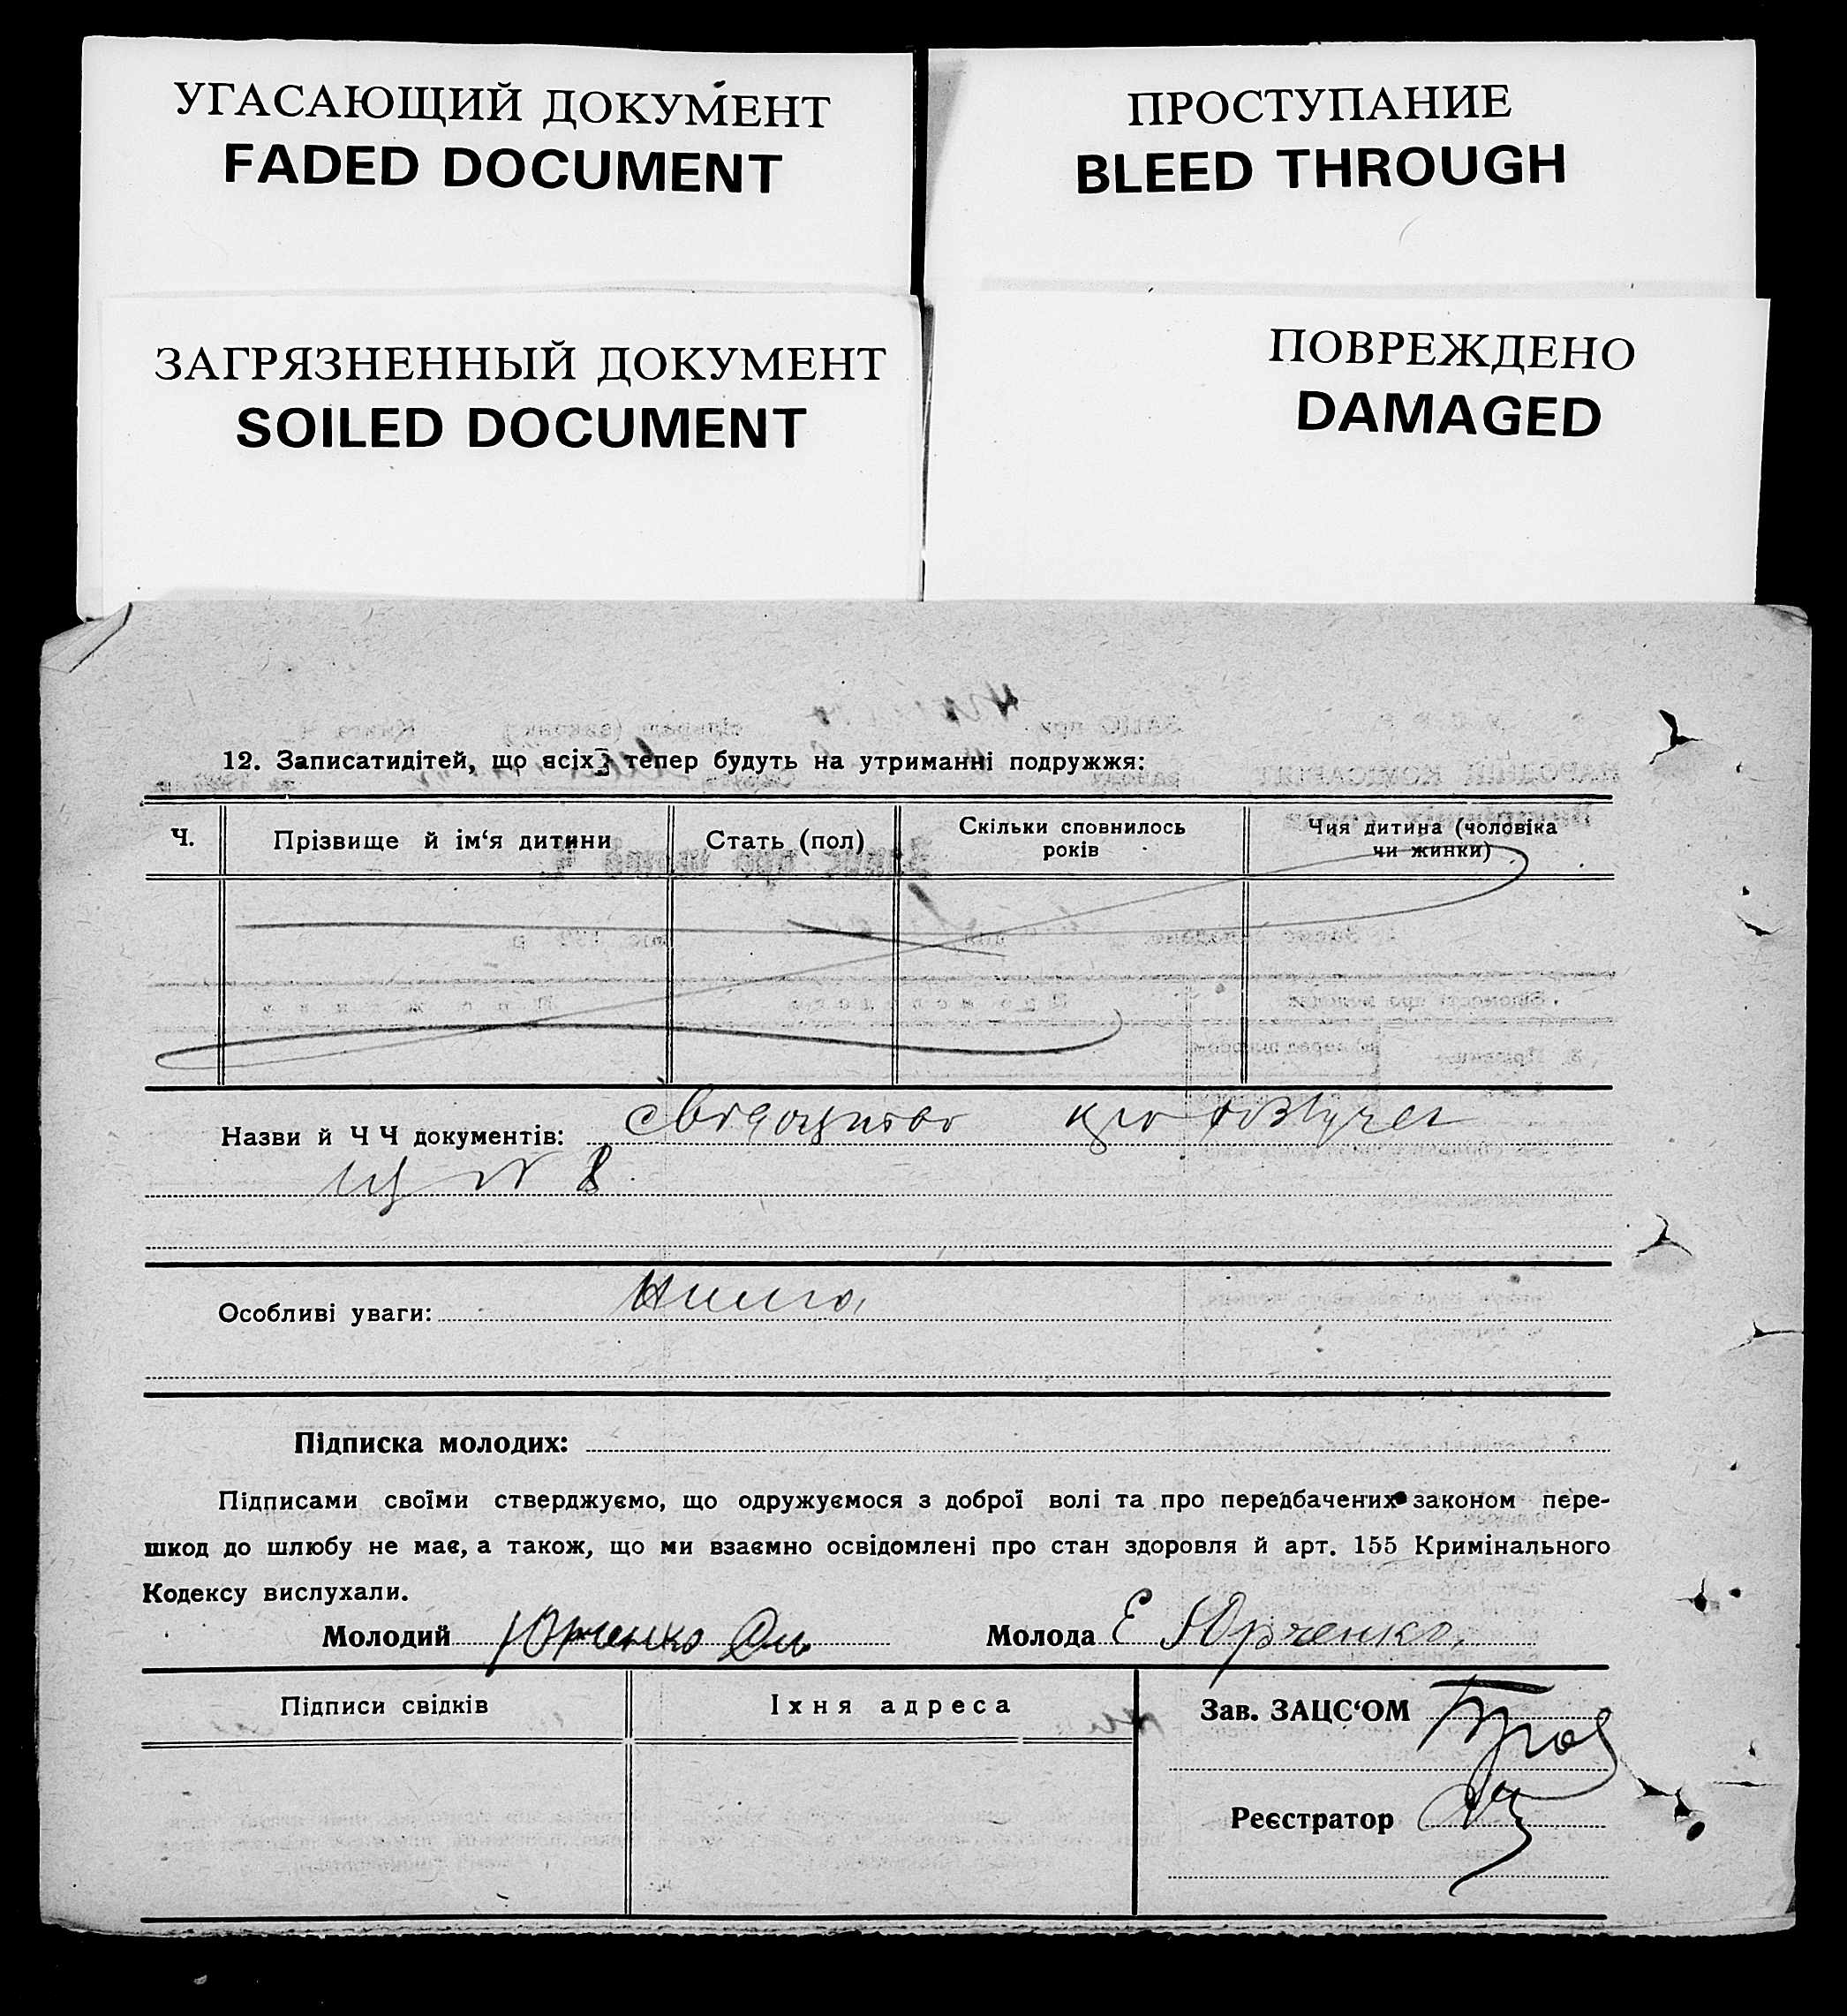 УГАСАЮЩИЙ ДОКУМЕНТ
FADED DOCUMENT
ПРОСТУПАНИЕ
BLEED THROUGH
ЗАГРЯЗНЕННЫЙ ДОКУМЕНТ
SOILED DOCUMENT
ПОВРЕЖДЕНО
DAMAGED
12. Записатидітей, що всіх тепер будуть на утриманні подружжя:
Ч.
Прізвище й ім‘я дитини
Стать (пол)
Скільки сповнилось
років
Чия дитина (чоловіка
чи жинки)
Назви й Ч Ч документів: про
№ 8
Особливі уваги: Нима
Підписка молодих:
Підписами своїми стверджуємо, що одружуємося з доброї волі та про передбачених законом пере-
шкод до шлюбу не має, а також, що ми взаємно освідомлені про стан здоровля й арт. 155 Кримінального
Кодексу вислухали.
Молодий Юрченко
Молода Е Юрченко
Підписи свідків
Їхня адреса
Зав. ЗАЦС‘ОМ
Реєстратор